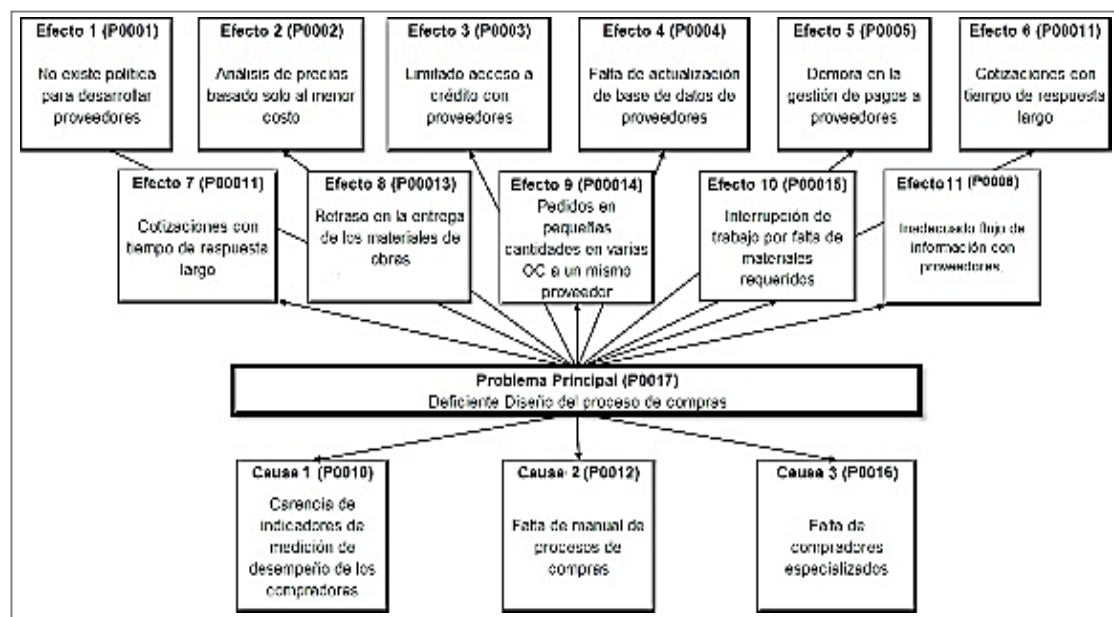 Efecto 1 (P0001)
No existe política
para desarrollar
proveedores
Efecto 2 (P0002)
Análisis de precios
basado solo al menor
costo
Efecto 3 (P0003)
Limitado acceso a
crédito con
proveedores
Efecto 4 (P0004)
Falta de actualización
de base de datos de
proveedores
Efecto 5 (P0005)
Demora en la
gestión de pagos a
proveedores
Efecto 6 (P00011)
Cotizaciones con
tiempo de respuesta
largo
Efecto 7 (P00011)
Cotizaciones con
tiempo de respuesta
largo
Efecto 8 (P00013)
Retraso en la entrega
de los materiales de
obras
Efecto 9 (P00014)
Pedidos en
pequeñas
cantidades en varias
OC a un mismo
proveedor
Efecto 10 (P00015)
Interrupción de
trabajo por falta de
materiales
requeridos
Efecto 11 (P0008)
Inadecuado flujo de
información con
proveedores.
Problema Principal (P0017)
Deficiente Diseño del proceso de compras
Causa 1 (P0010)
Carencia de
indicadores de
medición de
desempeño de los
compradores
Causa 2 (P0012)
Falta de manual de
procesos de
compras
Causa 3 (P0016)
Falta de
compradores
especializados